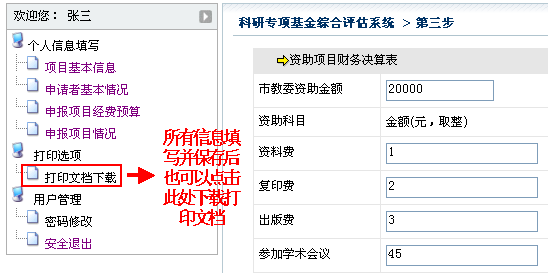 欢迎您： 张三
个人信息填写
项目基本信息
申请者基本情况
申报项目经费预算
申报项目情况
打印选项
打印文档下载
用户管理
密码修改
安全退出
所有信息填
写并保存后
也可以点击
此处下载打
印文档
科研专项基金综合评估系统 > 第三步
资助项目财务决算表
市教委资助金额 20000
资助科目 金额(元，取整)
资料费 1
复印费 2
出版费 3
参加学术会议 45